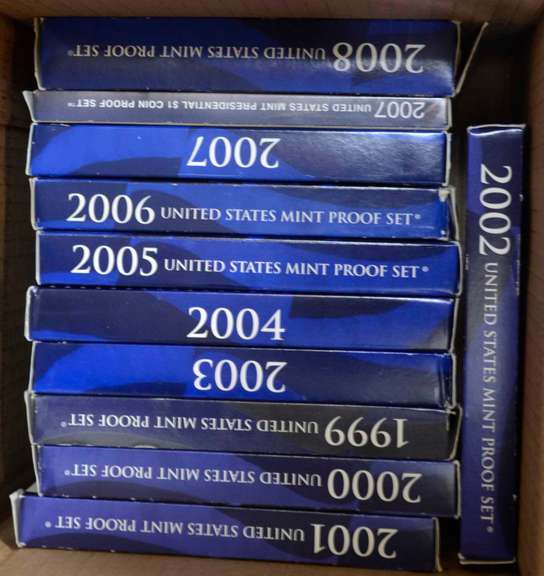 2008 UNITED STATES MINT PROOF SET®
2007 UNITED STATES MINT PRESIDENTIAL $1 COIN PROOF SET™
2007
2006 UNITED STATES MINT PROOF SET®
2005 UNITED STATES MINT PROOF SET®
2004
2003
1999 UNITED STATES MINT PROOF SET®
2000 UNITED STATES MINT PROOF SET®
2001 UNITED STATES MINT PROOF SET®
2002 UNITED STATES MINT PROOF SET®